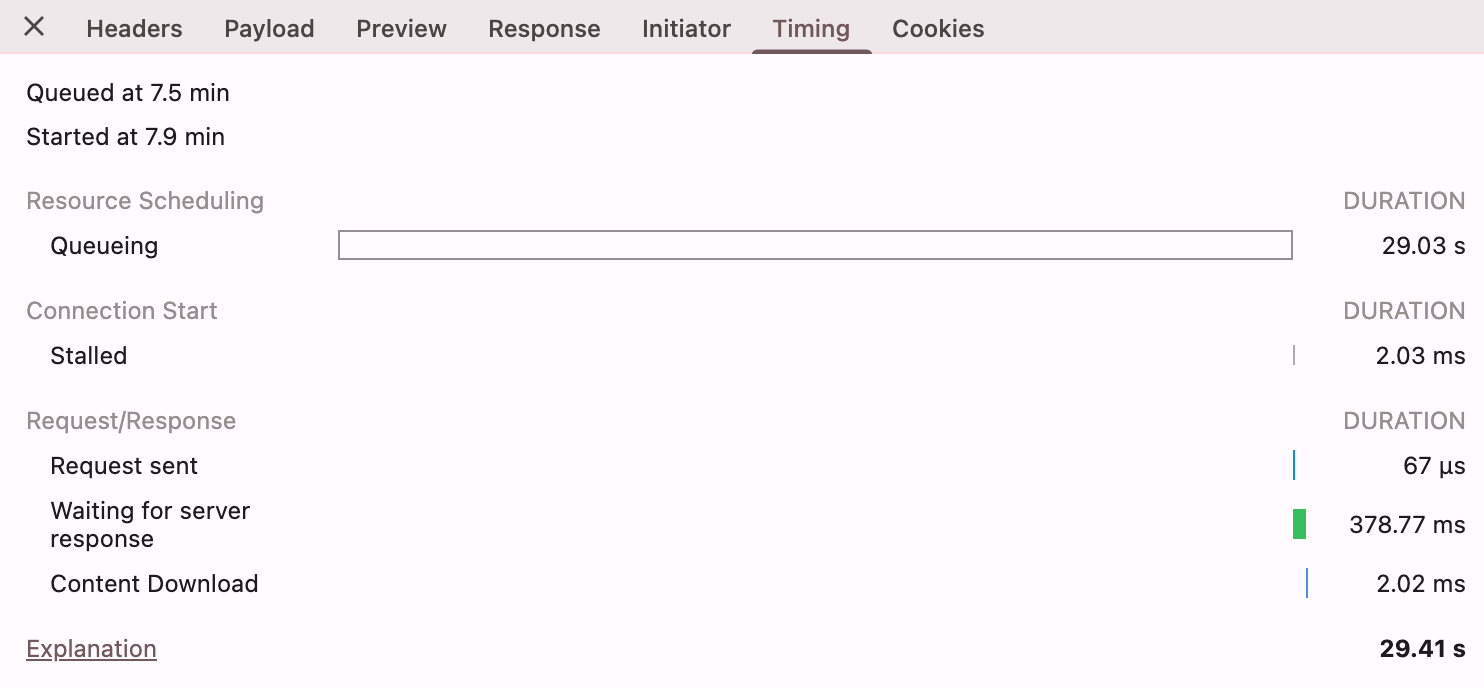 Headers Payload Preview Response Initiator Timing Cookies
Queued at 7.5 min
Started at 7.9 min
Resource Scheduling DURATION
Queueing 29.03 s
Connection Start DURATION
Stalled 2.03 ms
Request/Response DURATION
Request sent 67 µs
Waiting for server
response 378.77 ms
Content Download 2.02 ms
Explanation 29.41 s